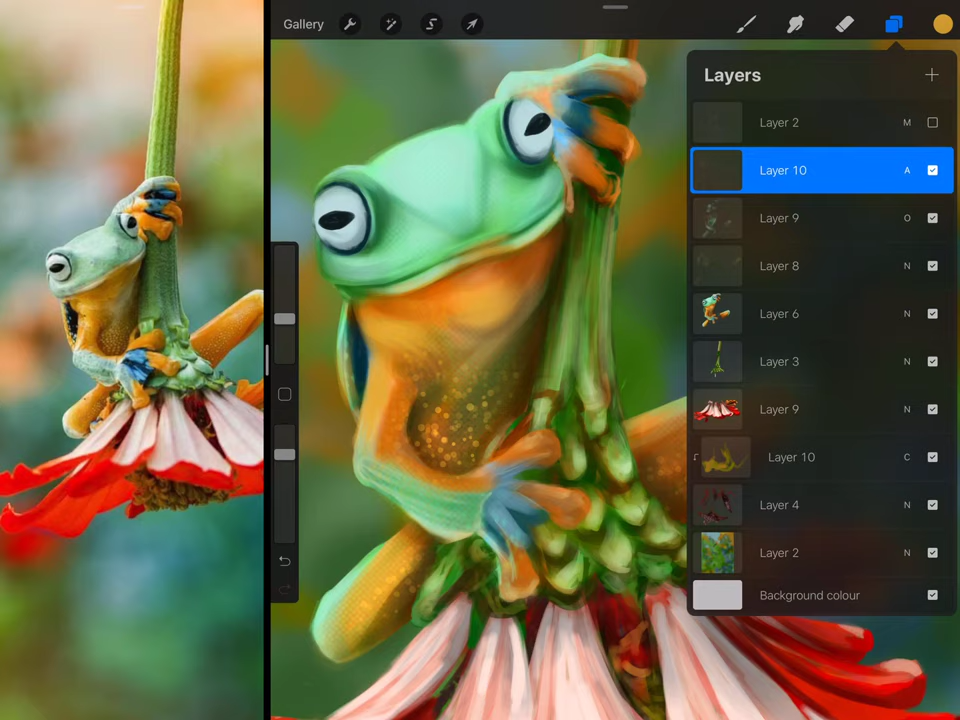 Gallery
Layers
Layer 2 M
Layer 10 A
Layer 9 O
Layer 8 N
Layer 6 N
Layer 3 N
Layer 9 N
Layer 10 C
Layer 4 N
Layer 2 N
Background colour